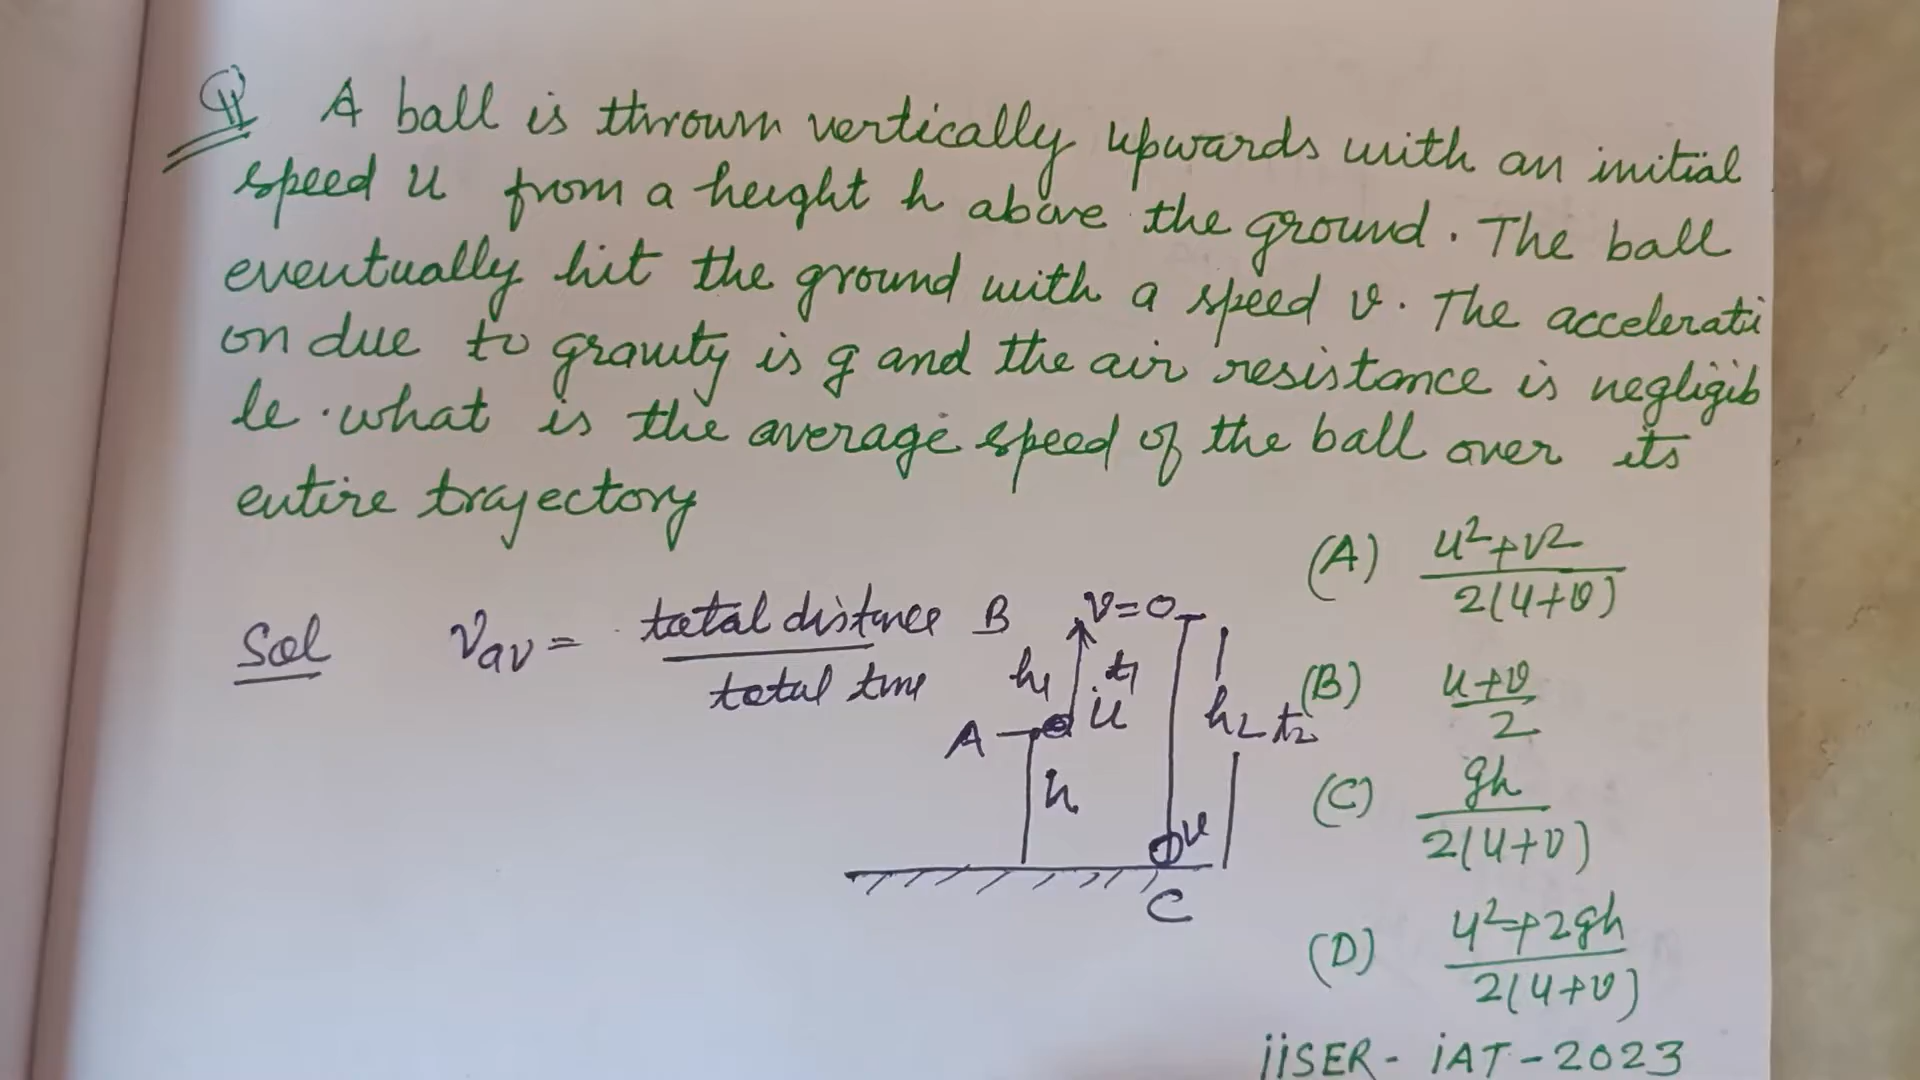 Q A ball is thrown vertically upwards with an initial
speed u from a height h above the ground. The ball
eventually hit the ground with a speed v. The accelerati
on due to gravity is g and the air resistance is negligib
le. what is the average speed of the ball over its
entire trajectory
(A) u²+v² / 2(u+v)
Sol Vav = total distance / total time
B v=0
h1 t1
A u
h
h2 t2
v
C
(B) u+v / 2
(C) gh / 2(u+v)
(D) u²+2gh / 2(u+v)
iiSER - iAT - 2023